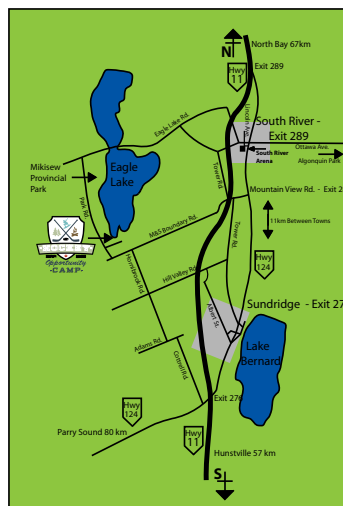 North Bay 67km
N
Hwy
11
Exit 289
Lincoln Ave.
Eagle Lake Rd.
South River -
Exit 289
Ottawa Ave.
South River
Arena
Algonquin Park
Mikisew
Provincial
Park
Eagle
Lake
Tower Rd.
Park Rd.
Mountain View Rd. - Exit 2
M&S Boundary Rd.
11km Between Towns
Tower Rd.
Opportunity
-CAMP-
Hornibrook Rd.
Hwy
124
Hill Valley Rd.
Sundridge - Exit 27
Albert St.
Adams Rd.
Lake
Bernard
Cottrell Rd.
Exit 276
Hwy
124
Parry Sound 80 km
Hwy
11
Hunstville 57 km
S